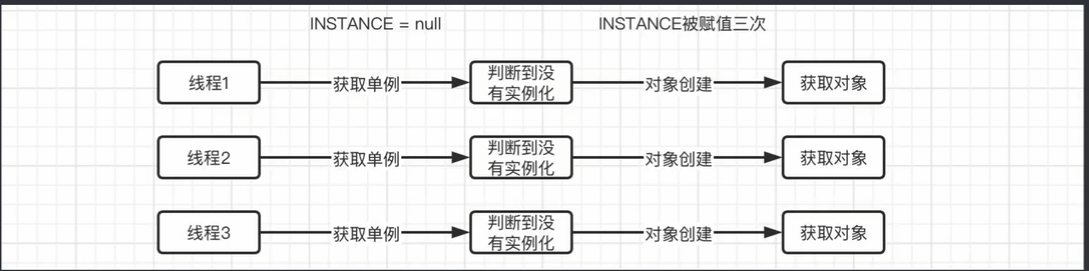 INSTANCE = null
INSTANCE被赋值三次
线程1
获取单例
判断到没
有实例化
对象创建
获取对象
线程2
获取单例
判断到没
有实例化
对象创建
获取对象
线程3
获取单例
判断到没
有实例化
对象创建
获取对象